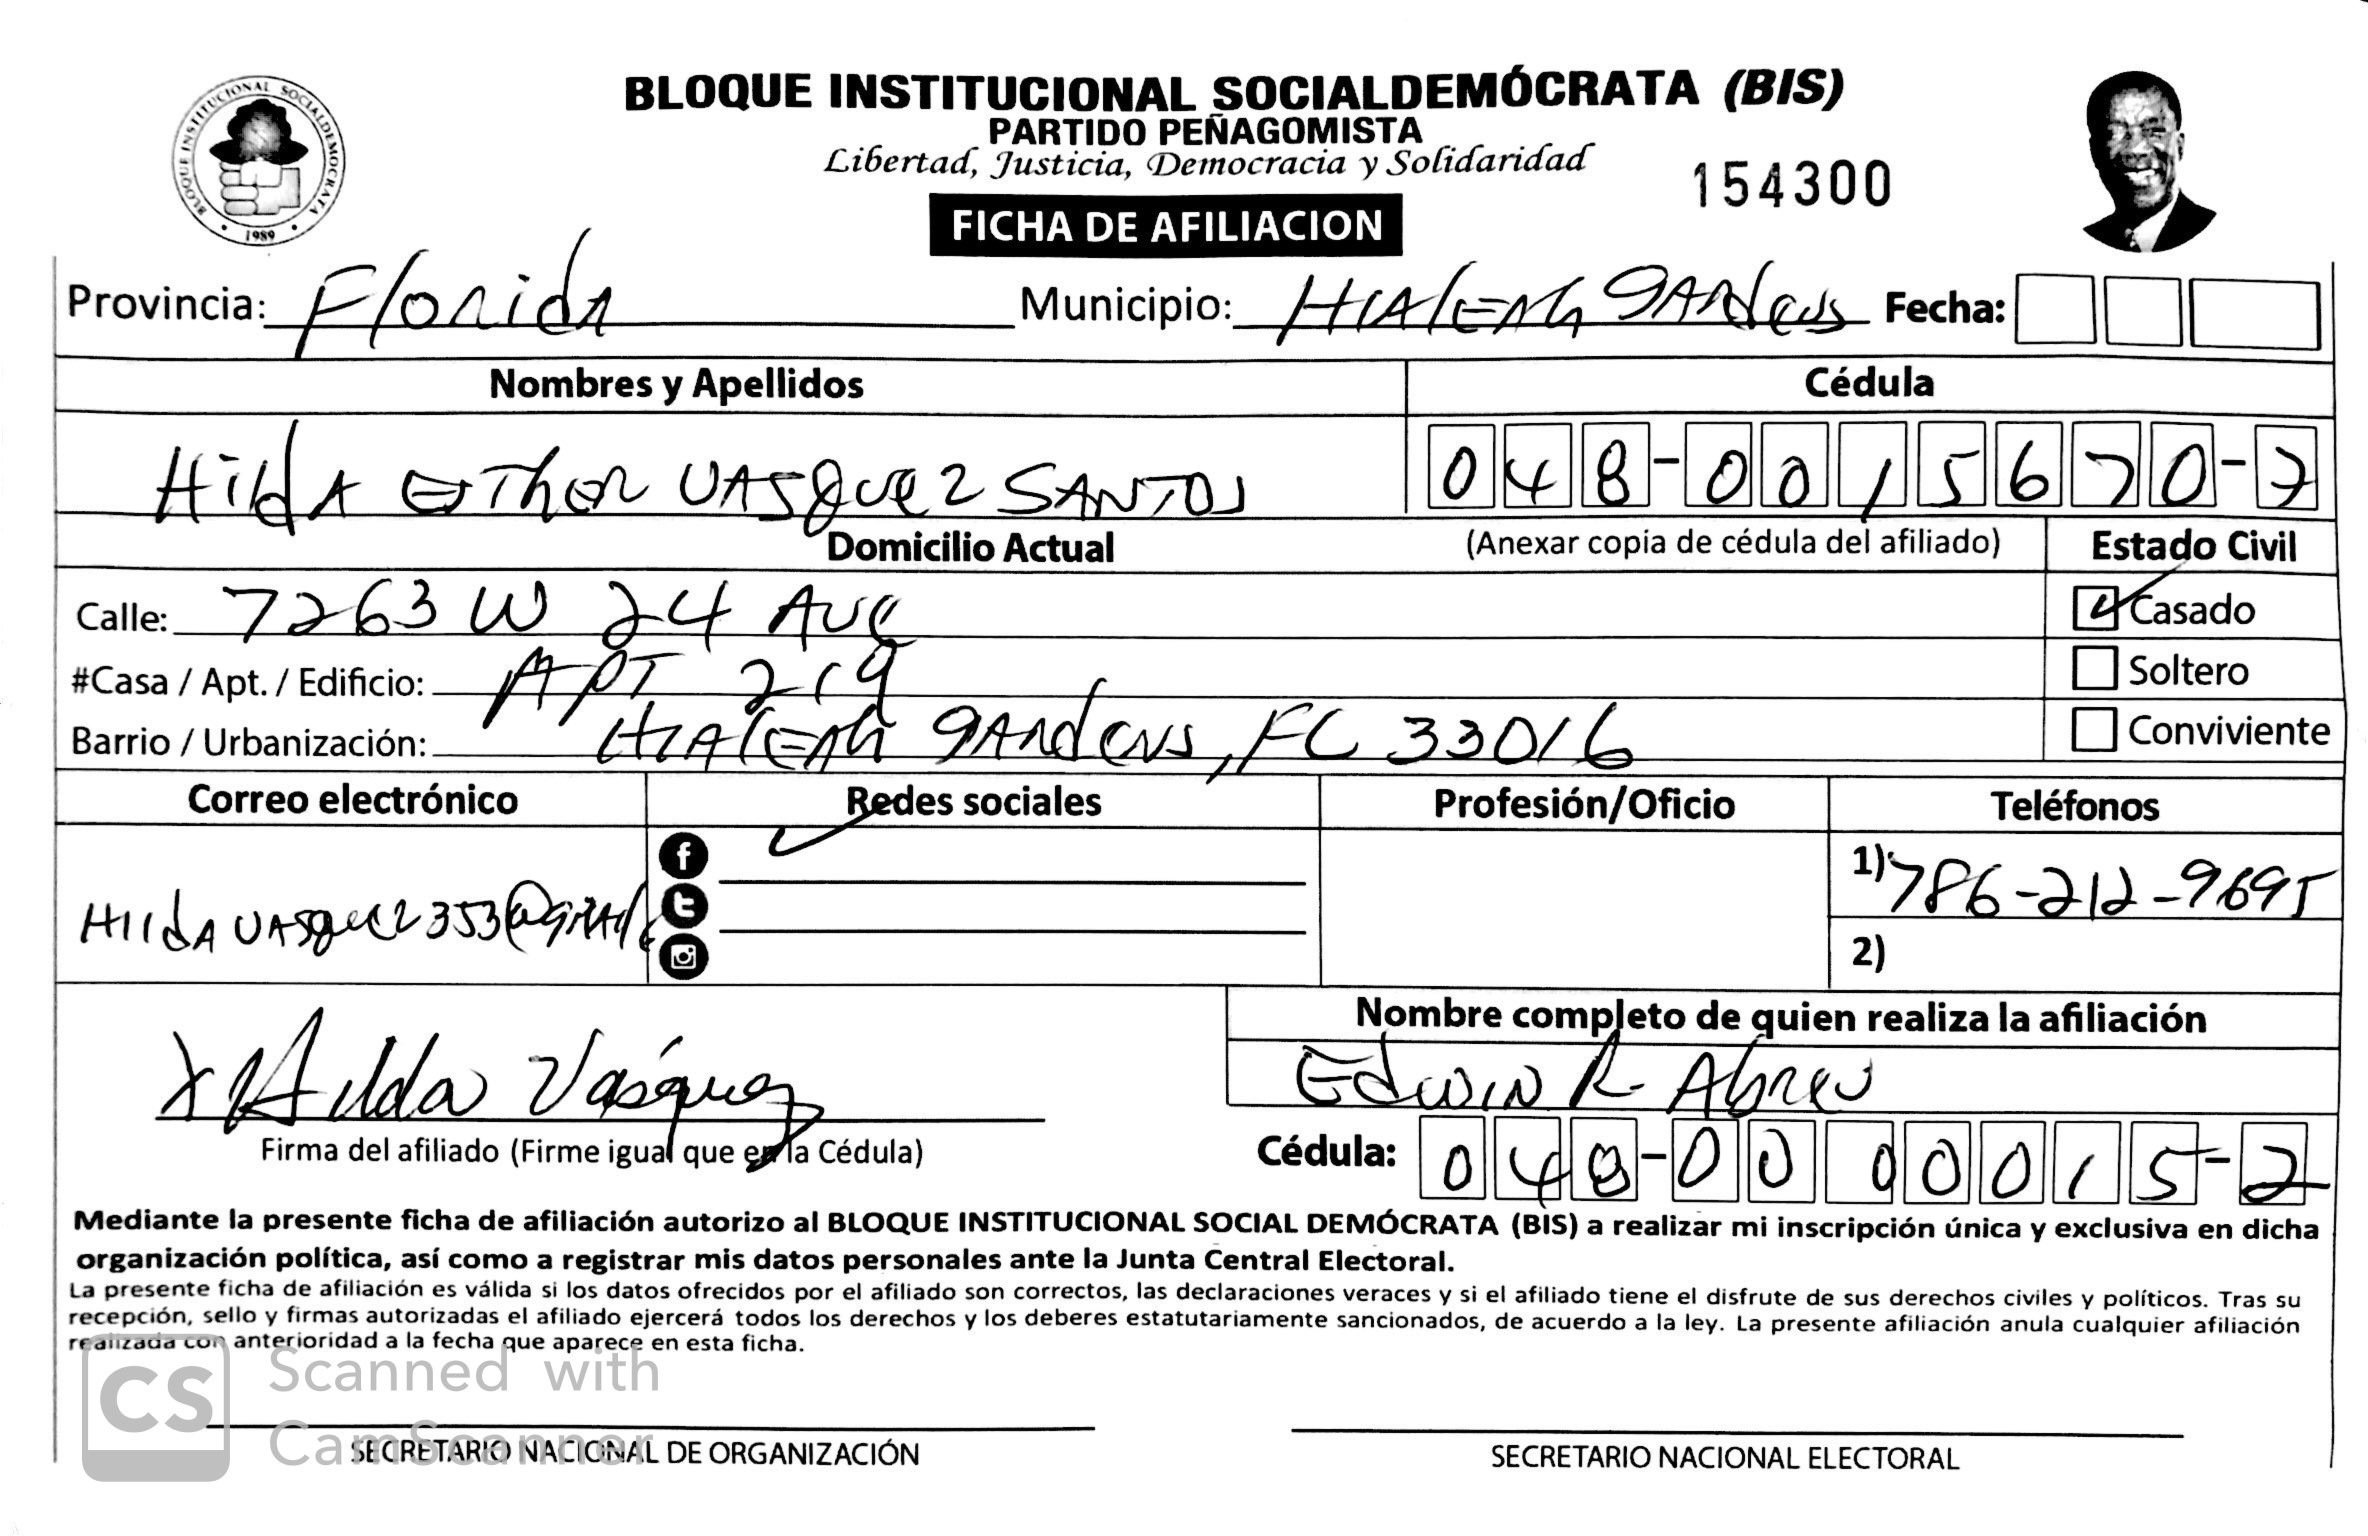 BLOQUE INSTITUCIONAL SOCIALDEMÓCRATA (BIS)
PARTIDO PEÑAGOMISTA
Libertad, Justicia, Democracia y Solidaridad
154300
FICHA DE AFILIACION
BLOQUE INSTITUCIONAL SOCIALDEMOCRATA
1989
Provincia: Florida Municipio: HIALEAH GARDENS Fecha:
Nombres y Apellidos Cédula
Hilda Esther Vasquez Santos 048-0015670-7
Domicilio Actual (Anexar copia de cédula del afiliado) Estado Civil
Calle: 7263 W 24 Ave Casado
#Casa / Apt. / Edificio: APT 219 Soltero
Barrio / Urbanización: HIALEAH GARDENS, FL 33016 Conviviente
Correo electrónico Redes sociales Profesión/Oficio Teléfonos
1) 786-212-9695
HildaVasquez353@gmail
2)
Nombre completo de quien realiza la afiliación
X Hilda Vásquez Edwin R Abreu
Firma del afiliado (Firme igual que en la Cédula) Cédula: 048-0000015-2
Mediante la presente ficha de afiliación autorizo al BLOQUE INSTITUCIONAL SOCIAL DEMÓCRATA (BIS) a realizar mi inscripción única y exclusiva en dicha
organización política, así como a registrar mis datos personales ante la Junta Central Electoral.
La presente ficha de afiliación es válida si los datos ofrecidos por el afiliado son correctos, las declaraciones veraces y si el afiliado tiene el disfrute de sus derechos civiles y políticos. Tras su
recepción, sello y firmas autorizadas el afiliado ejercerá todos los derechos y los deberes estatutariamente sancionados, de acuerdo a la ley. La presente afiliación anula cualquier afiliación
realizada con anterioridad a la fecha que aparece en esta ficha.
CS Scanned with
CamScanner
SECRETARIO NACIONAL DE ORGANIZACIÓN SECRETARIO NACIONAL ELECTORAL